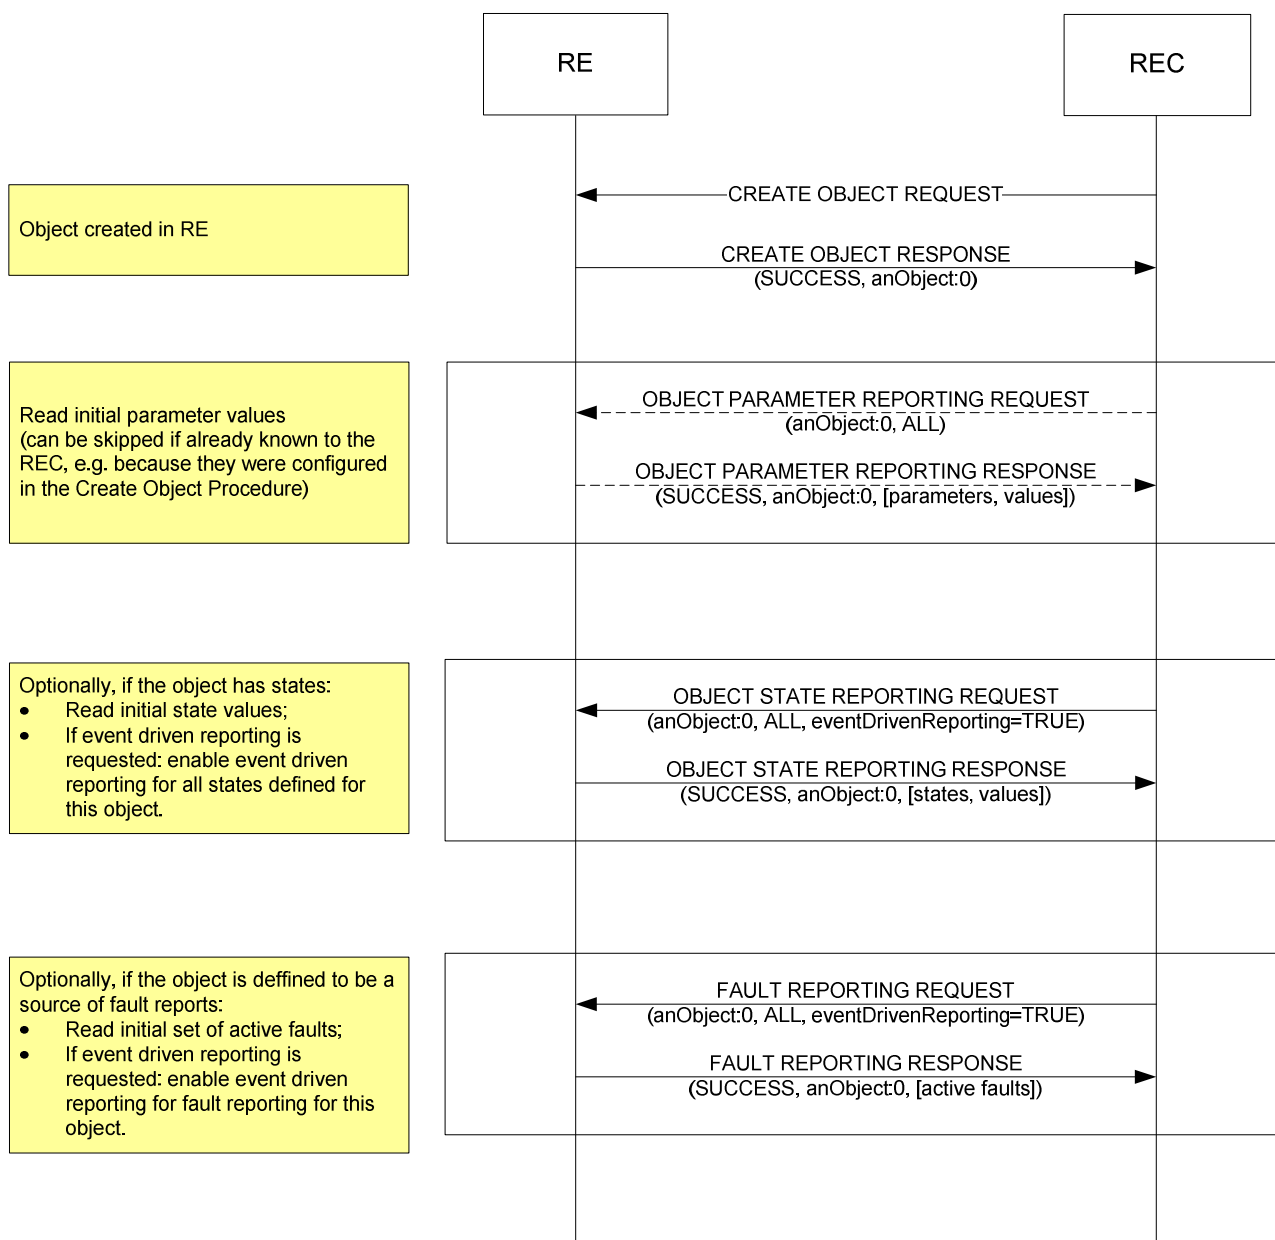 RE
REC
Object created in RE
CREATE OBJECT REQUEST
CREATE OBJECT RESPONSE
(SUCCESS, anObject:0)
Read initial parameter values
(can be skipped if already known to the
REC, e.g. because they were configured
in the Create Object Procedure)
OBJECT PARAMETER REPORTING REQUEST
(anObject:0, ALL)
OBJECT PARAMETER REPORTING RESPONSE
(SUCCESS, anObject:0, [parameters, values])
Optionally, if the object has states:
• Read initial state values;
• If event driven reporting is
requested: enable event driven
reporting for all states defined for
this object.
OBJECT STATE REPORTING REQUEST
(anObject:0, ALL, eventDrivenReporting=TRUE)
OBJECT STATE REPORTING RESPONSE
(SUCCESS, anObject:0, [states, values])
Optionally, if the object is deffined to be a
source of fault reports:
• Read initial set of active faults;
• If event driven reporting is
requested: enable event driven
reporting for fault reporting for this
object.
FAULT REPORTING REQUEST
(anObject:0, ALL, eventDrivenReporting=TRUE)
FAULT REPORTING RESPONSE
(SUCCESS, anObject:0, [active faults])